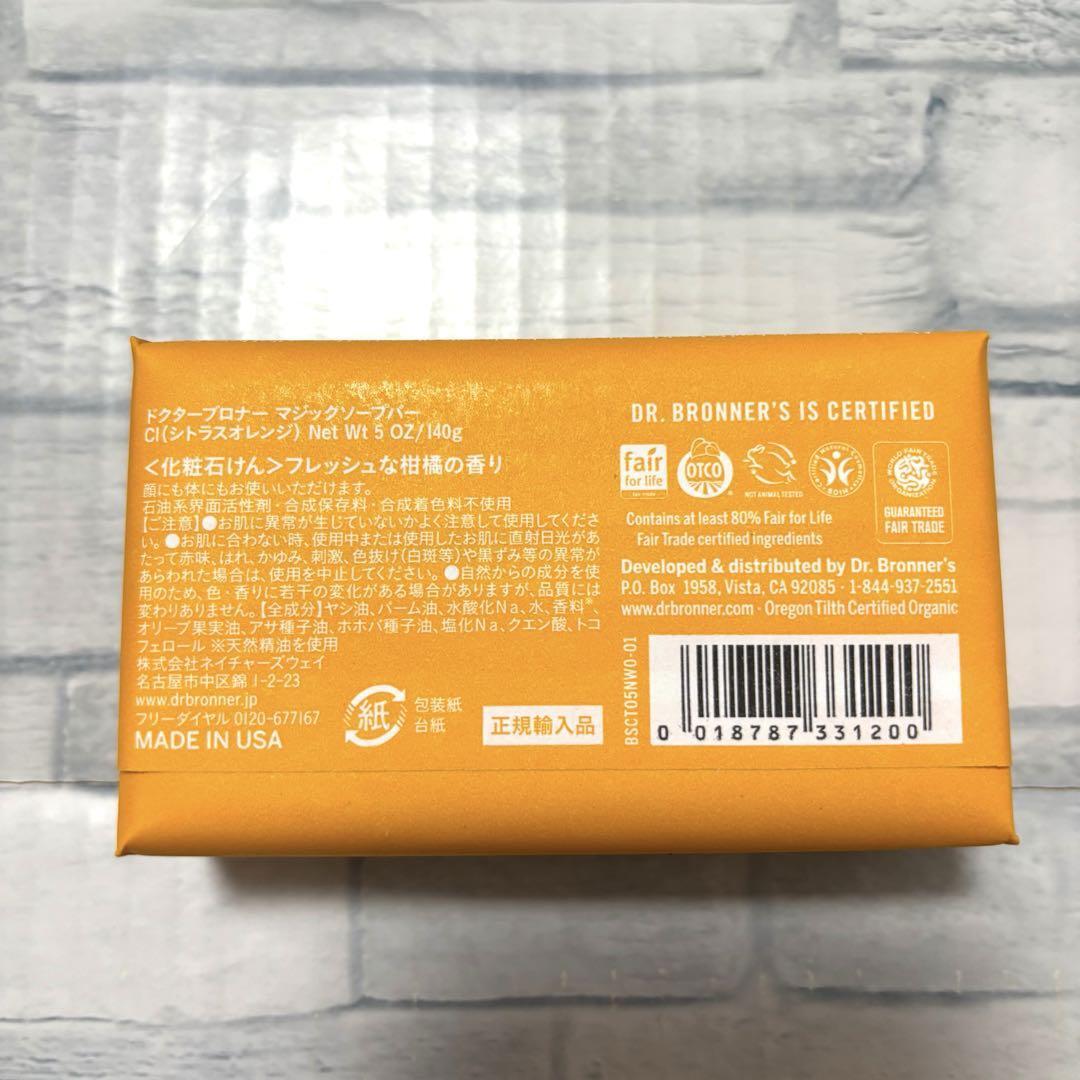 ドクターブロナー マジックソープバー
CI(シトラスオレンジ) Net Wt 5 OZ/140g
<化粧石けん>フレッシュな柑橘の香り
顔にも体にもお使いいただけます。
石油系界面活性剤・合成保存料・合成着色料不使用
【ご注意】●お肌に異常が生じていないかよく注意して使用してくださ
い。●お肌に合わない時、使用中または使用したお肌に直射日光があ
たって赤味、はれ、かゆみ、刺激、色抜け(白斑等)や黒ずみ等の異常が
あらわれた場合は、使用を中止してください。●自然からの成分を使
用のため、色・香りに若干の変化がある場合がありますが、品質には
変わりありません。【全成分】ヤシ油、パーム油、水酸化Na、水、香料※、
オリーブ果実油、アサ種子油、ホホバ種子油、塩化Na、クエン酸、トコ
フェロール ※天然精油を使用
株式会社ネイチャーズウェイ
名古屋市中区錦 1-2-23
www.drbronner.jp
フリーダイヤル 0120-677167
MADE IN USA
紙
包装紙
台紙
正規輸入品
DR. BRONNER'S IS CERTIFIED
fair
for life
fair trade
OTCO
NOT ANIMAL TESTED
Certified Natural Cosmetics
BDIH
WORLD FAIR TRADE
ORGANIZATION
GUARANTEED
FAIR TRADE
Contains at least 80% Fair for Life
Fair Trade certified ingredients
Developed & distributed by Dr. Bronner's
P.O. Box 1958, Vista, CA 92085 · 1-844-937-2551
www.drbronner.com · Oregon Tilth Certified Organic
BSCT05NW0-01
0 018787 331200